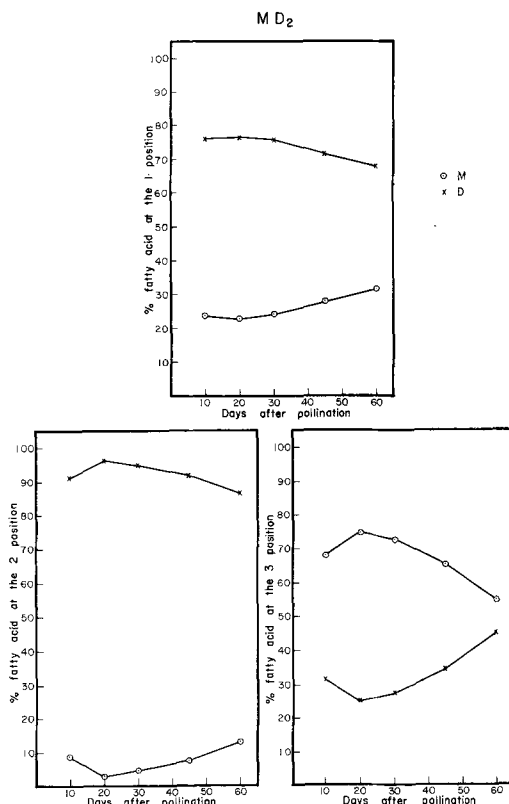 MD₂
100
90
80
70
60
50
40
30
20
10
% fatty acid at the 1 position
10 20 30 40 50 60
Days after pollination
M
D
100
90
80
70
60
50
40
30
20
10
% fatty acid at the 2 position
10 20 30 40 50 60
Days after pollination
100
90
80
70
60
50
40
30
20
10
% fatty acid at the 3 position
10 20 30 40 50 60
Days after pollination